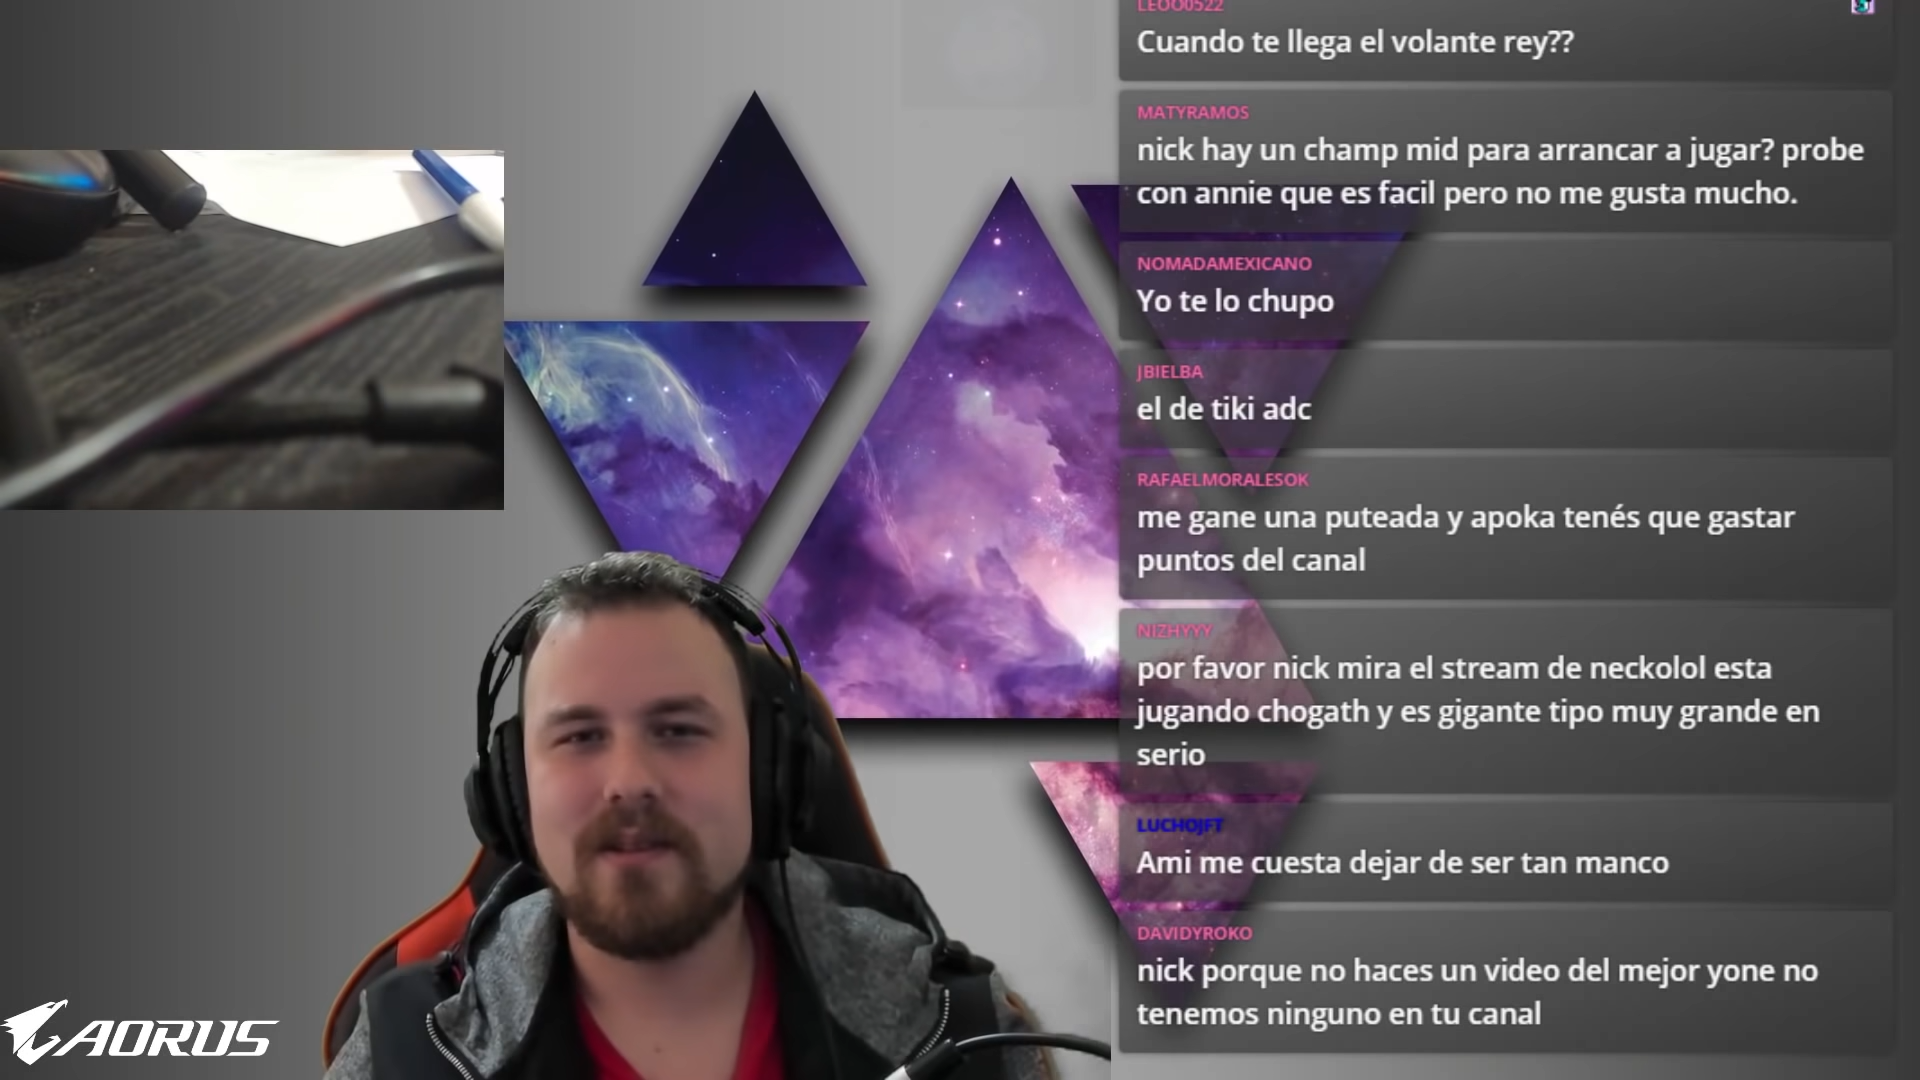 LEOO0522
Cuando te llega el volante rey??
MATYRAMOS
nick hay un champ mid para arrancar a jugar? probe
con annie que es facil pero no me gusta mucho.
NOMADAMEXICANO
Yo te lo chupo
JBIELBA
el de tiki adc
RAFAELMORALESOK
me gane una puteada y apoka tenés que gastar
puntos del canal
NIZHYYY
por favor nick mira el stream de neckolol esta
jugando chogath y es gigante tipo muy grande en
serio
LUCHOJFT
Ami me cuesta dejar de ser tan manco
DAVIDYROKO
nick porque no haces un video del mejor yone no
tenemos ninguno en tu canal
AORUS